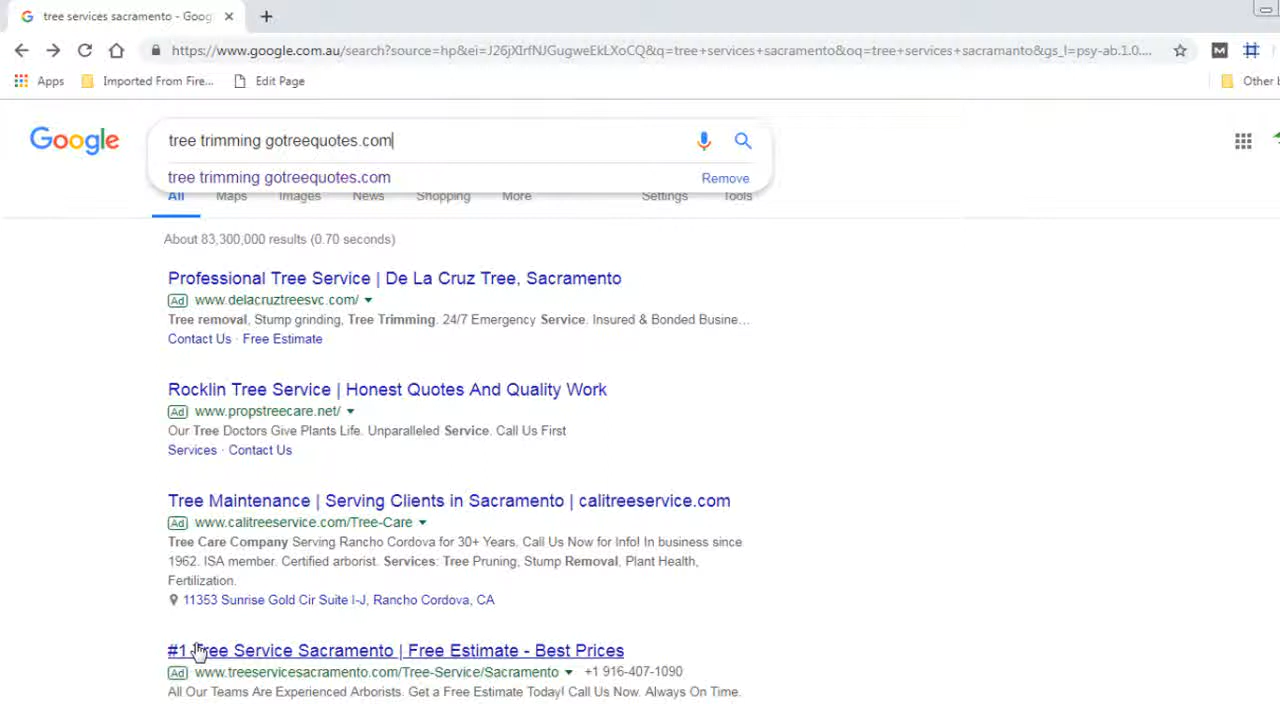 tree services sacramento - Goog
https://www.google.com.au/search?source=hp&ei=J26jXIrfNJGugweEkLXoCQ&q=tree+services+sacramento&oq=tree+services+sacramanto&gs_l=psy-ab.1.0....
Apps
Imported From Fire...
Edit Page
Other b
Google
tree trimming gotreequotes.com
tree trimming gotreequotes.com
Remove
All
Maps
Images
News
Shopping
More
Settings
Tools
About 83,300,000 results (0.70 seconds)
Professional Tree Service | De La Cruz Tree, Sacramento
Ad www.delacruztreesvc.com/
Tree removal, Stump grinding, Tree Trimming. 24/7 Emergency Service. Insured & Bonded Busine...
Contact Us · Free Estimate
Rocklin Tree Service | Honest Quotes And Quality Work
Ad www.propstreecare.net/
Our Tree Doctors Give Plants Life. Unparalleled Service. Call Us First
Services · Contact Us
Tree Maintenance | Serving Clients in Sacramento | calitreeservice.com
Ad www.calitreeservice.com/Tree-Care
Tree Care Company Serving Rancho Cordova for 30+ Years. Call Us Now for Info! In business since
1962. ISA member. Certified arborist. Services: Tree Pruning, Stump Removal, Plant Health,
Fertilization.
11353 Sunrise Gold Cir Suite I-J, Rancho Cordova, CA
#1 Tree Service Sacramento | Free Estimate - Best Prices
Ad www.treeservicesacramento.com/Tree-Service/Sacramento +1 916-407-1090
All Our Teams Are Experienced Arborists. Get a Free Estimate Today! Call Us Now. Always On Time.